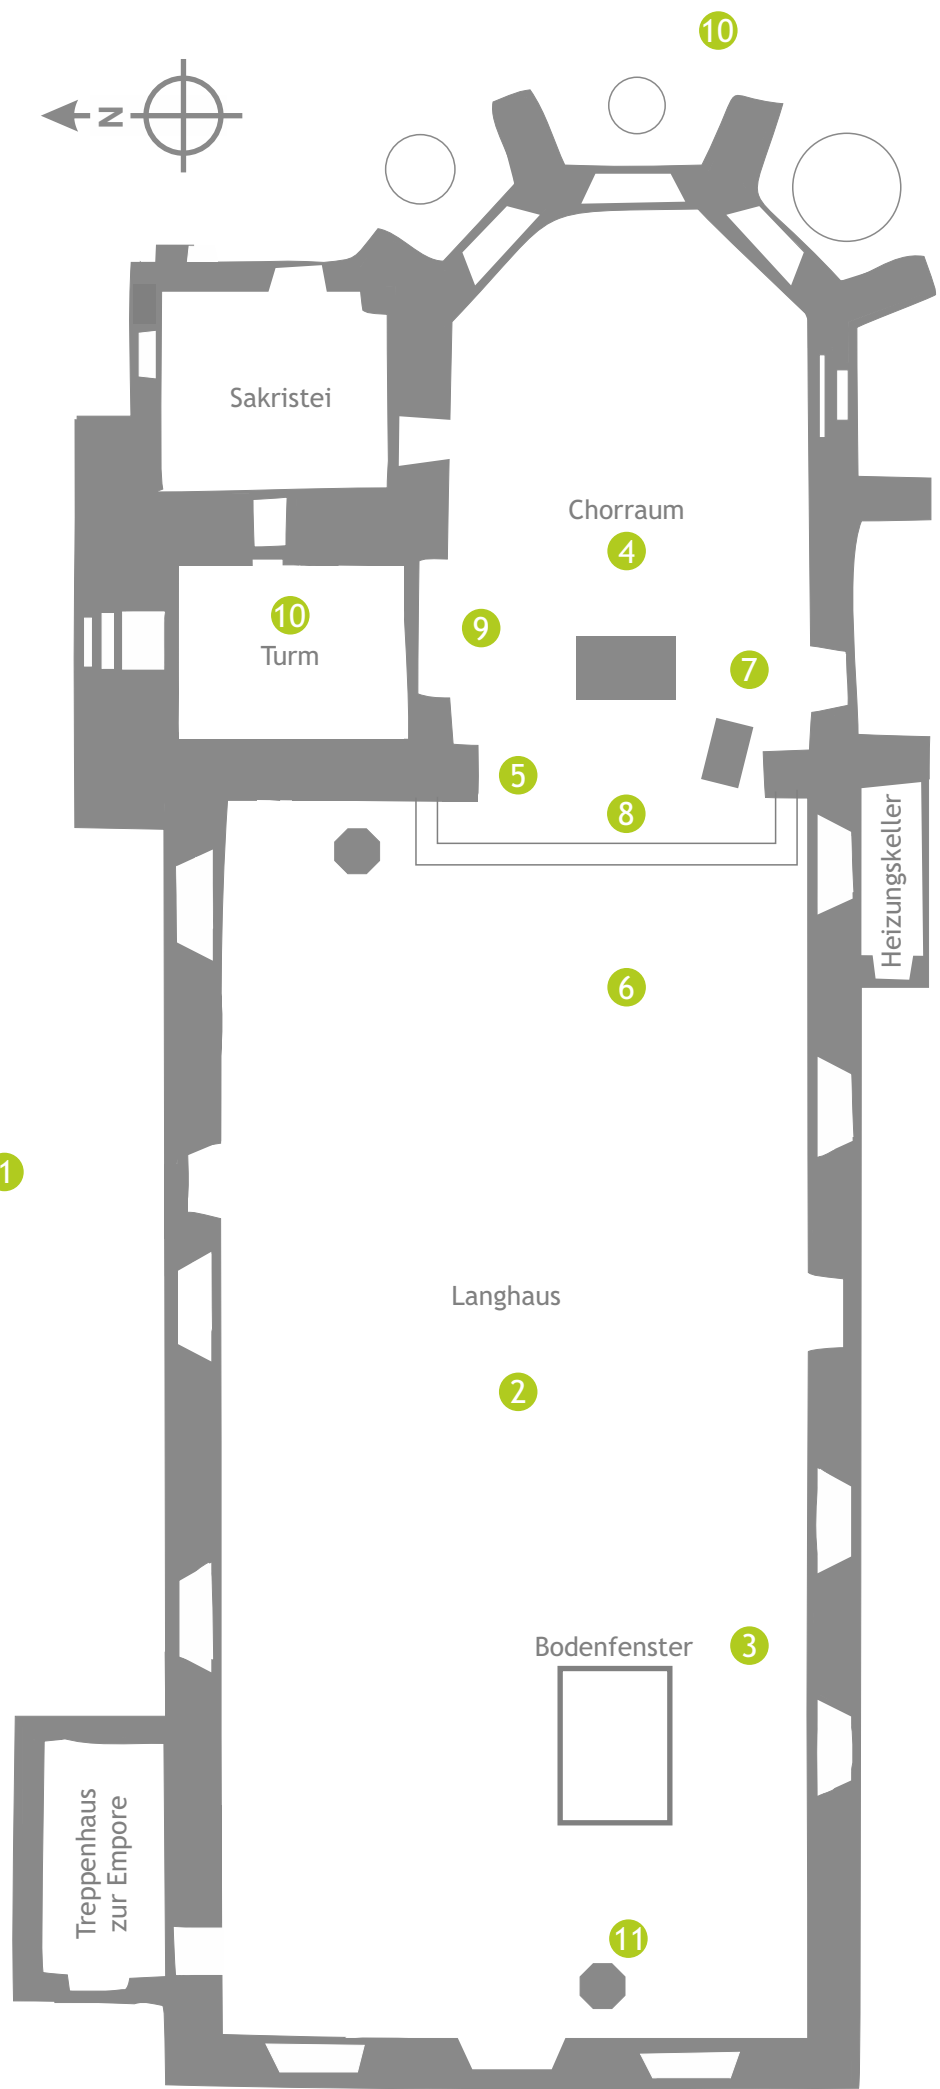 10
N
Sakristei
Chorraum
4
10
9
Turm
7
5
8
Heizungskeller
6
1
Langhaus
2
Bodenfenster
3
Treppenhaus
zur Empore
11